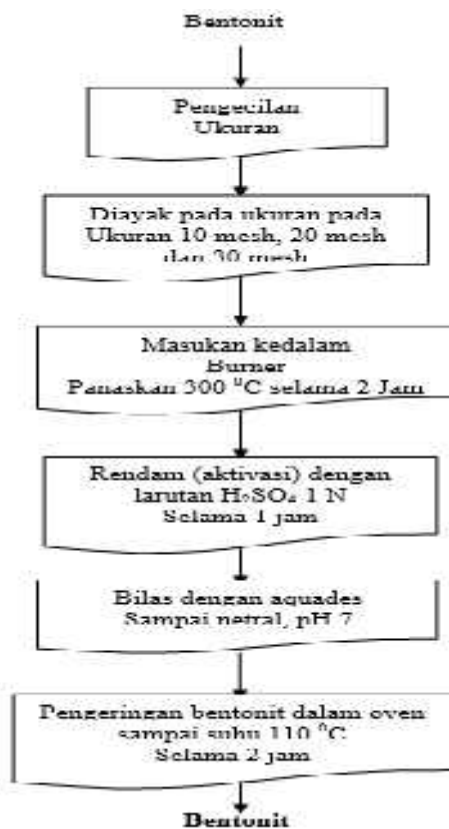 Bentonit
Pengecilan
Ukuran
Diayak pada ukuran pada
Ukuran 10 mesh, 20 mesh
dan 30 mesh
Masukan kedalam
Burner
Panaskan 300 ⁰C selama 2 Jam
Rendam (aktivasi) dengan
larutan H₂SO₄ 1 N
Selama 1 jam
Bilas dengan aquades
Sampai netral, pH 7
Pengeringan bentonit dalam oven
sampai suhu 110 ⁰C
Selama 2 jam
Bentonit